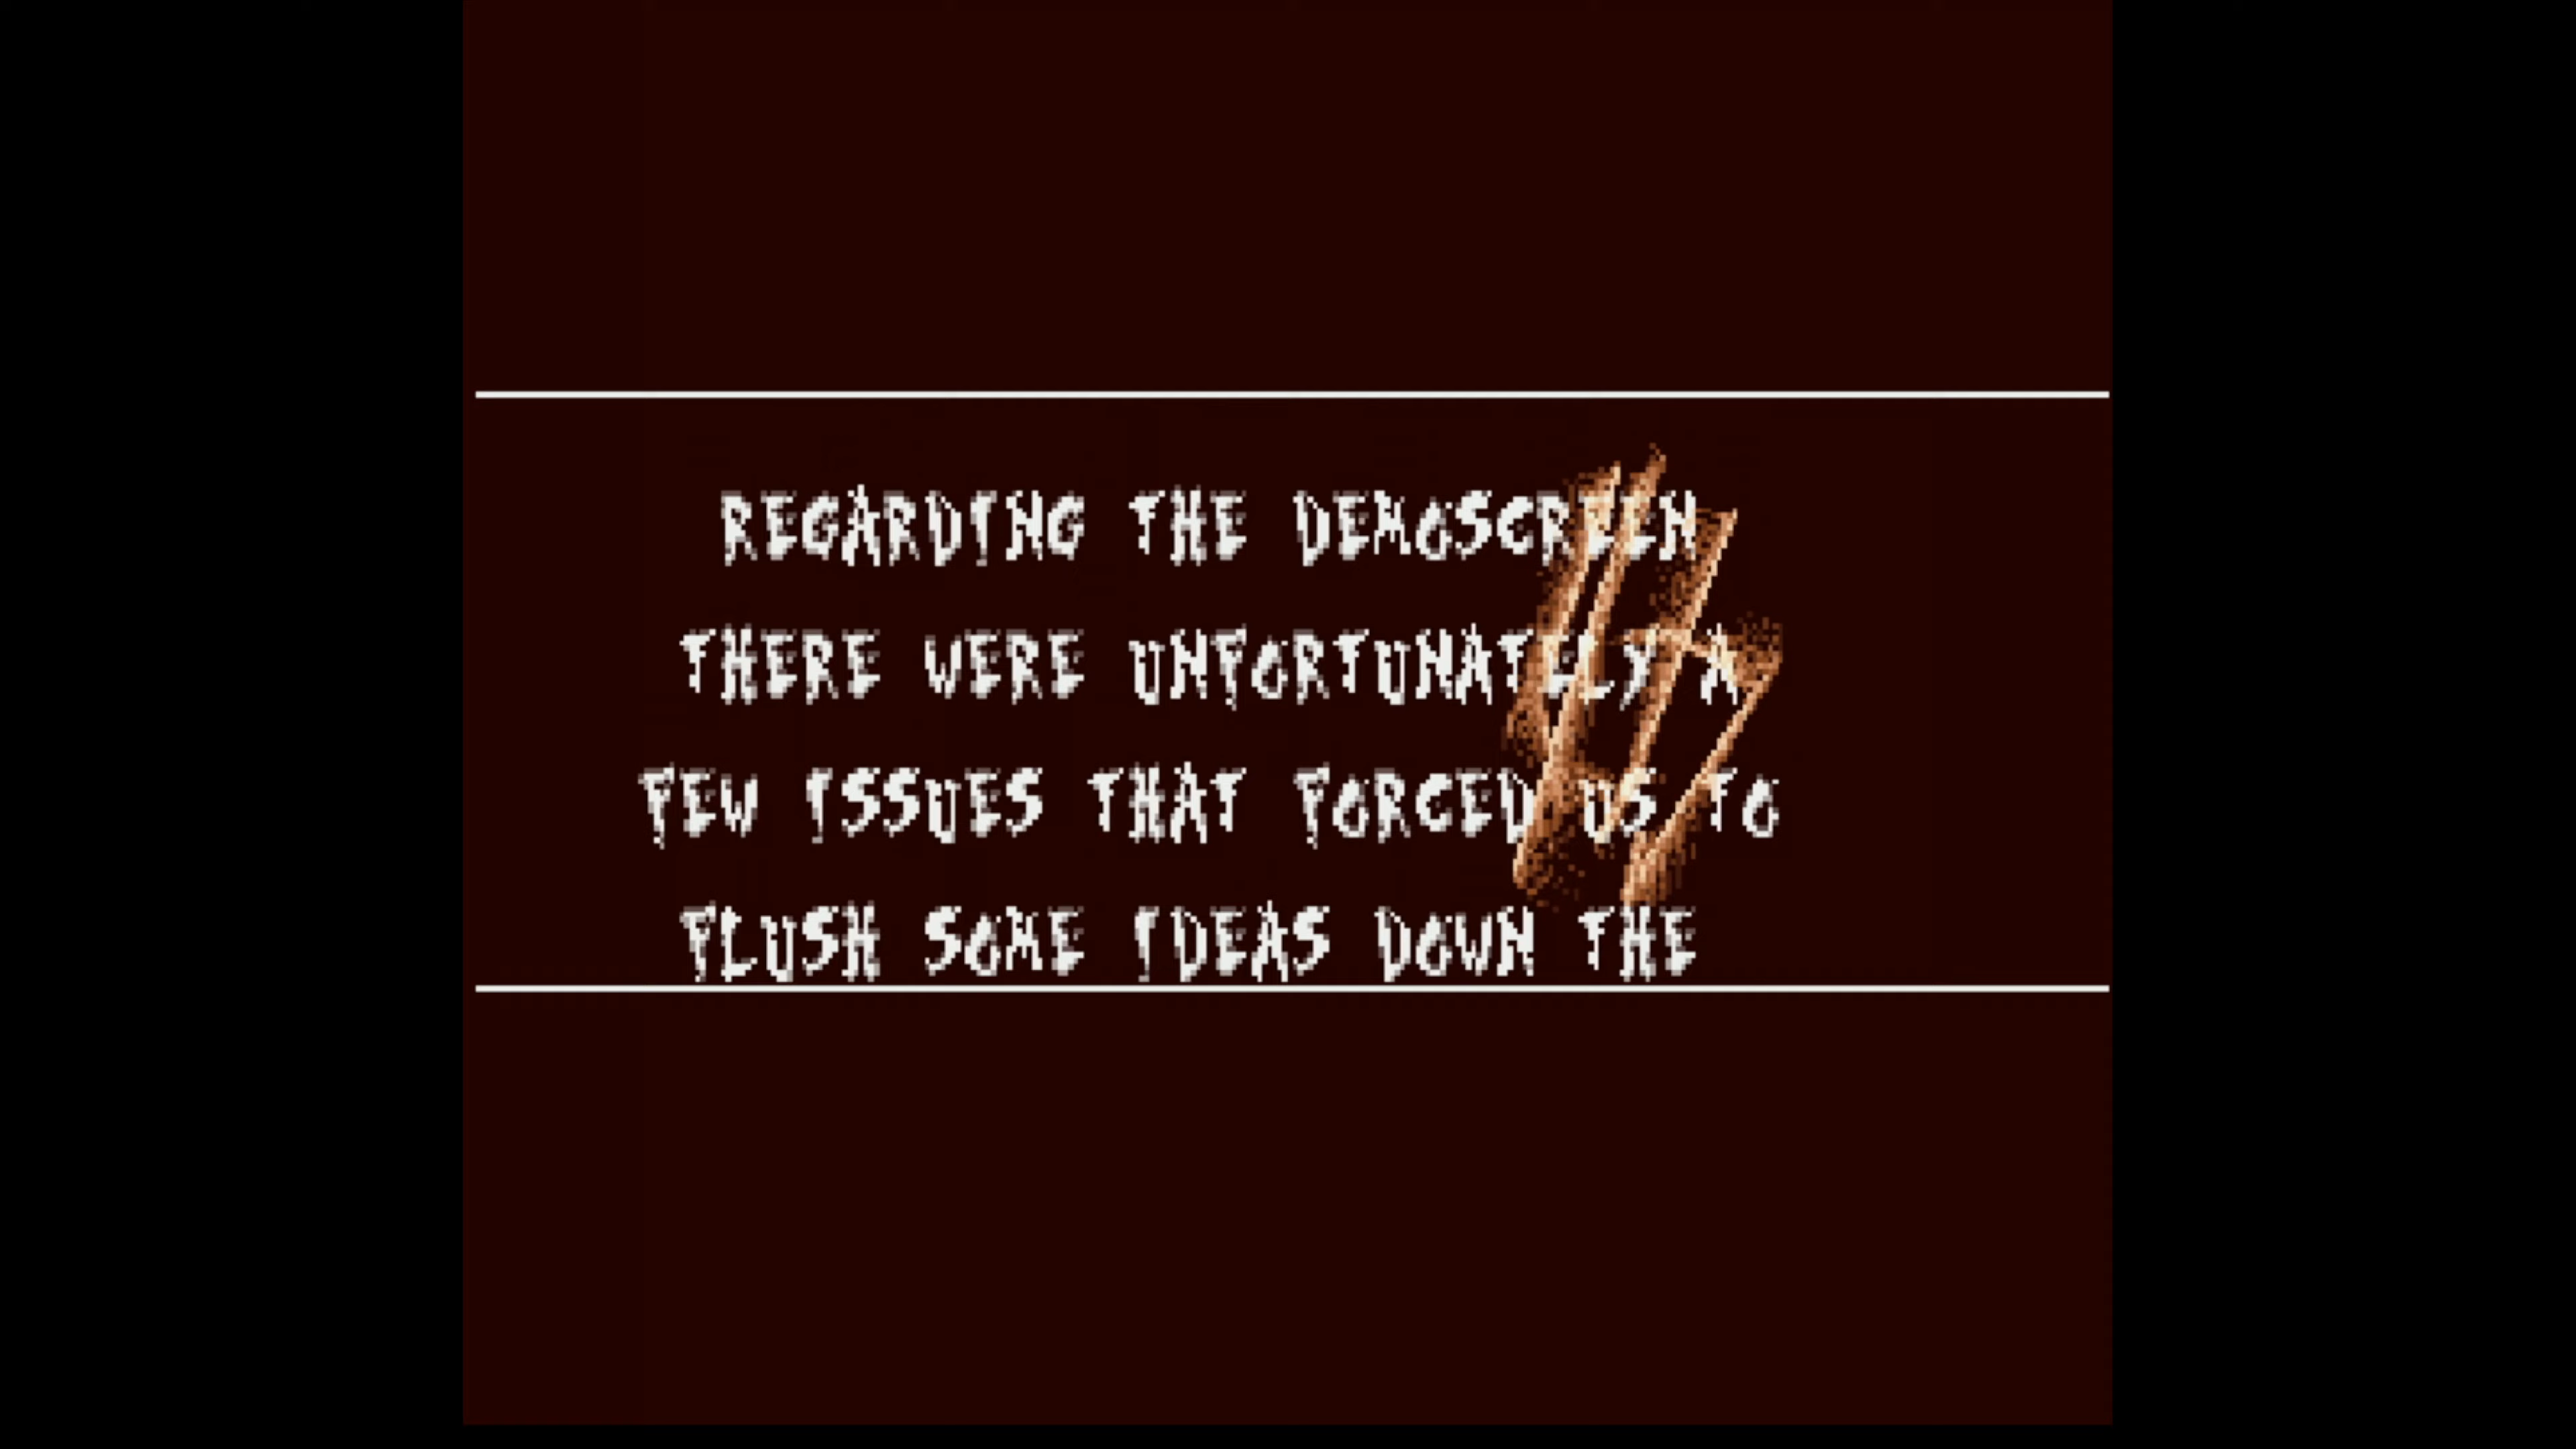 REGARDING THE DEMOSCREEN
THERE WERE UNFORTUNATELY A
FEW ISSUES THAT FORCED US TO
FLUSH SOME IDEAS DOWN THE